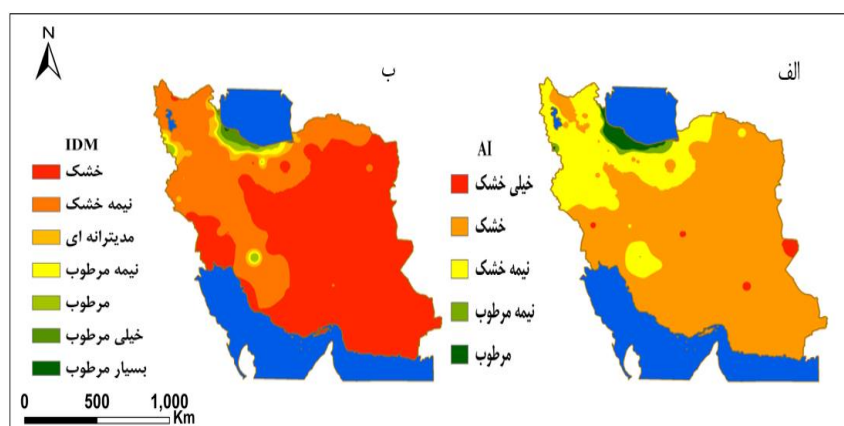 N
الف
ب
AI
خیلی خشک
خشک
نیمه خشک
نیمه مرطوب
مرطوب
IDM
خشک
نیمه خشک
مدیترانه ای
نیمه مرطوب
مرطوب
خیلی مرطوب
بسیار مرطوب
0 500 1,000
Km